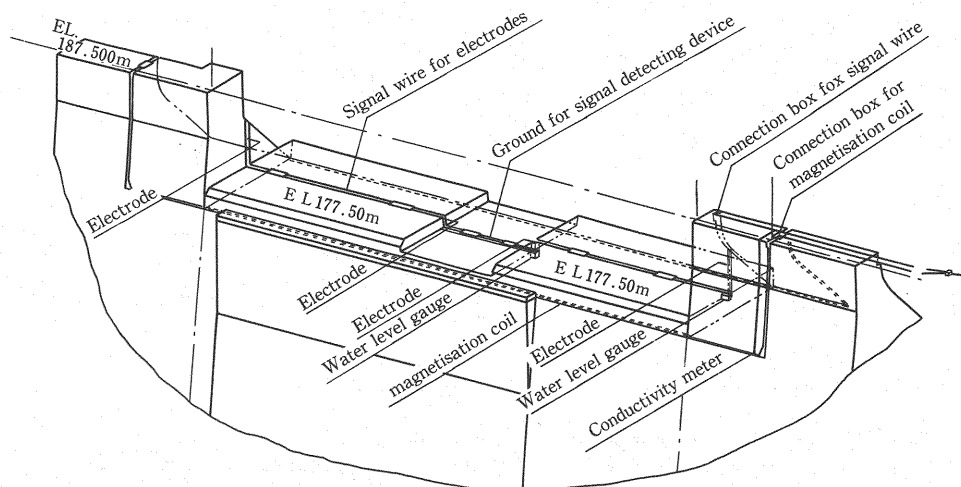 EL.
187.500m
Signal wire for electrodes
Ground for signal detecting device
Connection box fox signal wire
Connection box for
magnetisation coil
Electrode
E L177.50m
E L177.50m
Electrode
Electrode
Water level gauge
magnetisation coil
Electrode
Water level gauge
Conductivity meter